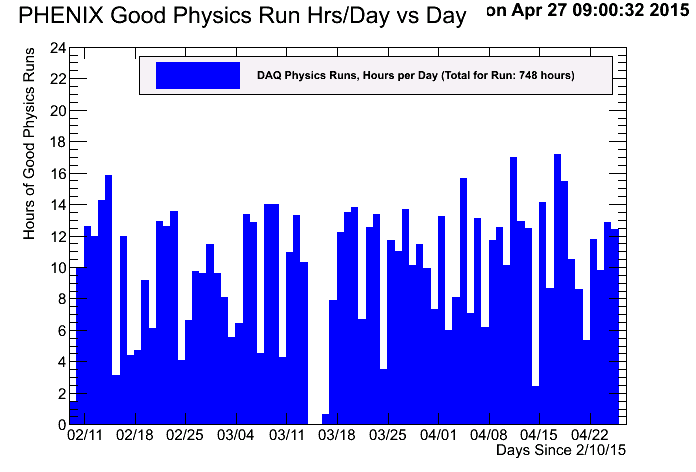 PHENIX Good Physics Run Hrs/Day vs Day on Apr 27 09:00:32 2015
DAQ Physics Runs, Hours per Day (Total for Run: 748 hours)
Hours of Good Physics Runs
24
22
20
18
16
14
12
10
8
6
4
2
0
02/11 02/18 02/25 03/04 03/11 03/18 03/25 04/01 04/08 04/15 04/22
Days Since 2/10/15